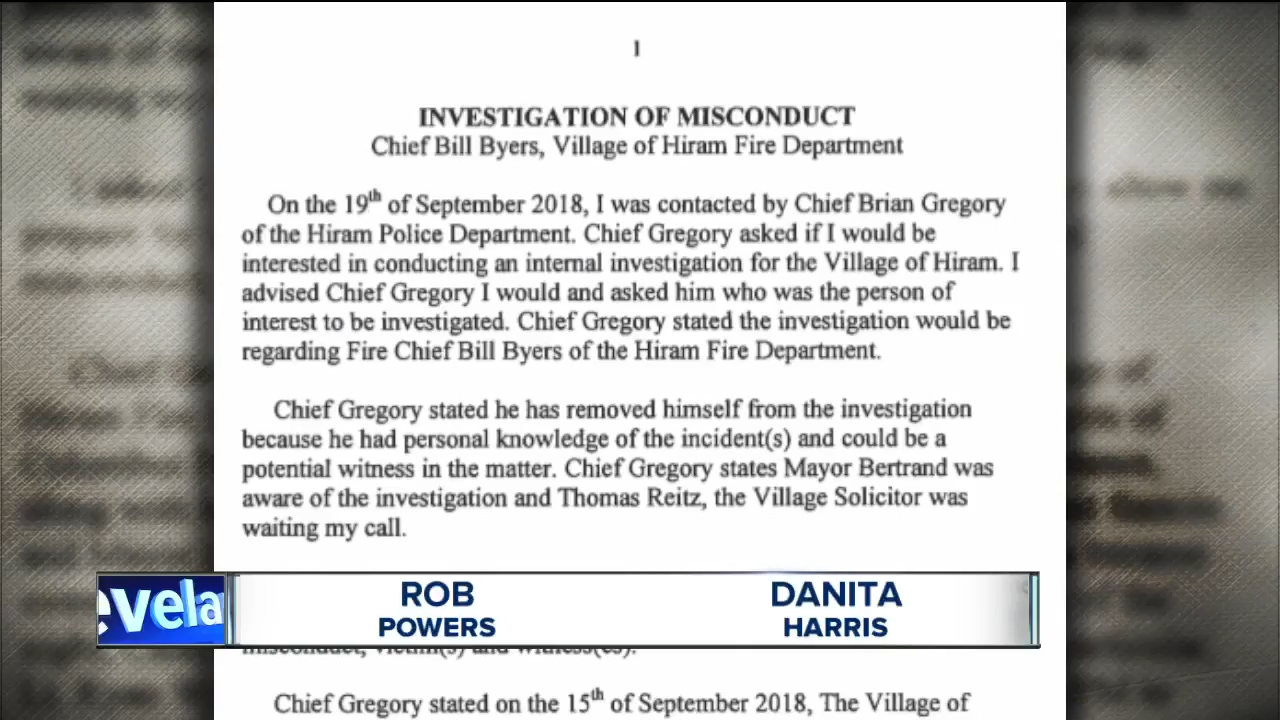 1
INVESTIGATION OF MISCONDUCT
Chief Bill Byers, Village of Hiram Fire Department
On the 19th of September 2018, I was contacted by Chief Brian Gregory
of the Hiram Police Department. Chief Gregory asked if I would be
interested in conducting an internal investigation for the Village of Hiram. I
advised Chief Gregory I would and asked him who was the person of
interest to be investigated. Chief Gregory stated the investigation would be
regarding Fire Chief Bill Byers of the Hiram Fire Department.
Chief Gregory stated he has removed himself from the investigation
because he had personal knowledge of the incident(s) and could be a
potential witness in the matter. Chief Gregory states Mayor Bertrand was
aware of the investigation and Thomas Reitz, the Village Solicitor was
waiting my call.
evela
ROB
POWERS
DANITA
HARRIS
misconduct, victim(s) and witness(es).
Chief Gregory stated on the 15th of September 2018, The Village of